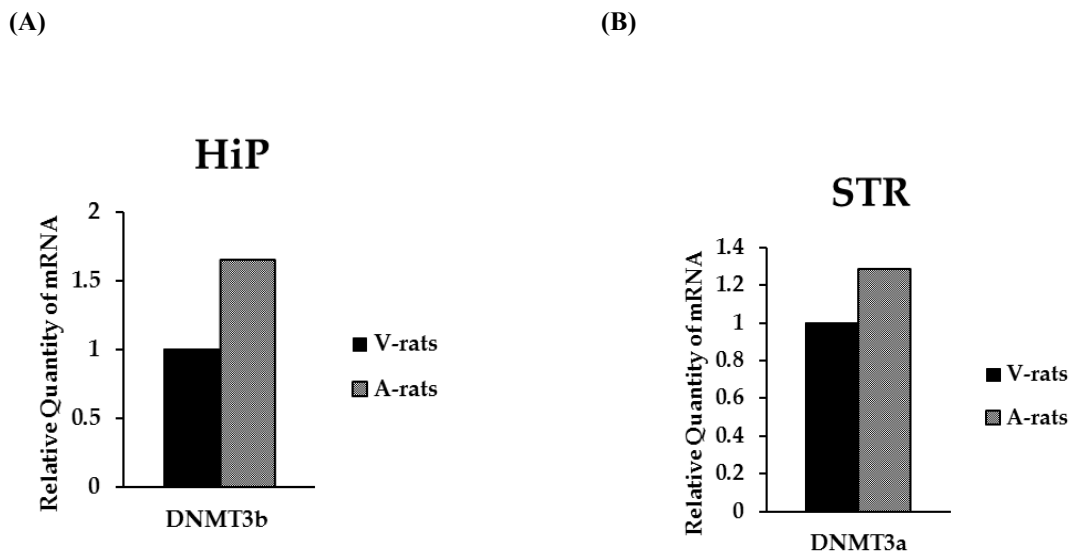 (A)
HiP
Relative Quantity of mRNA
2
1.5
1
0.5
0
DNMT3b
V-rats
A-rats
(B)
STR
Relative Quantity of mRNA
1.4
1.2
1
0.8
0.6
0.4
0.2
0
DNMT3a
V-rats
A-rats